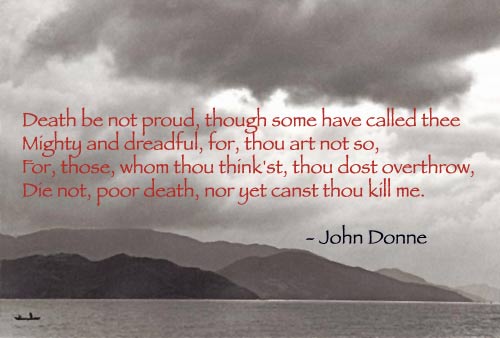 Death be not proud, though some have called thee
Mighty and dreadful, for, thou art not so,
For, those, whom thou think'st, thou dost overthrow,
Die not, poor death, nor yet canst thou kill me.
- John Donne